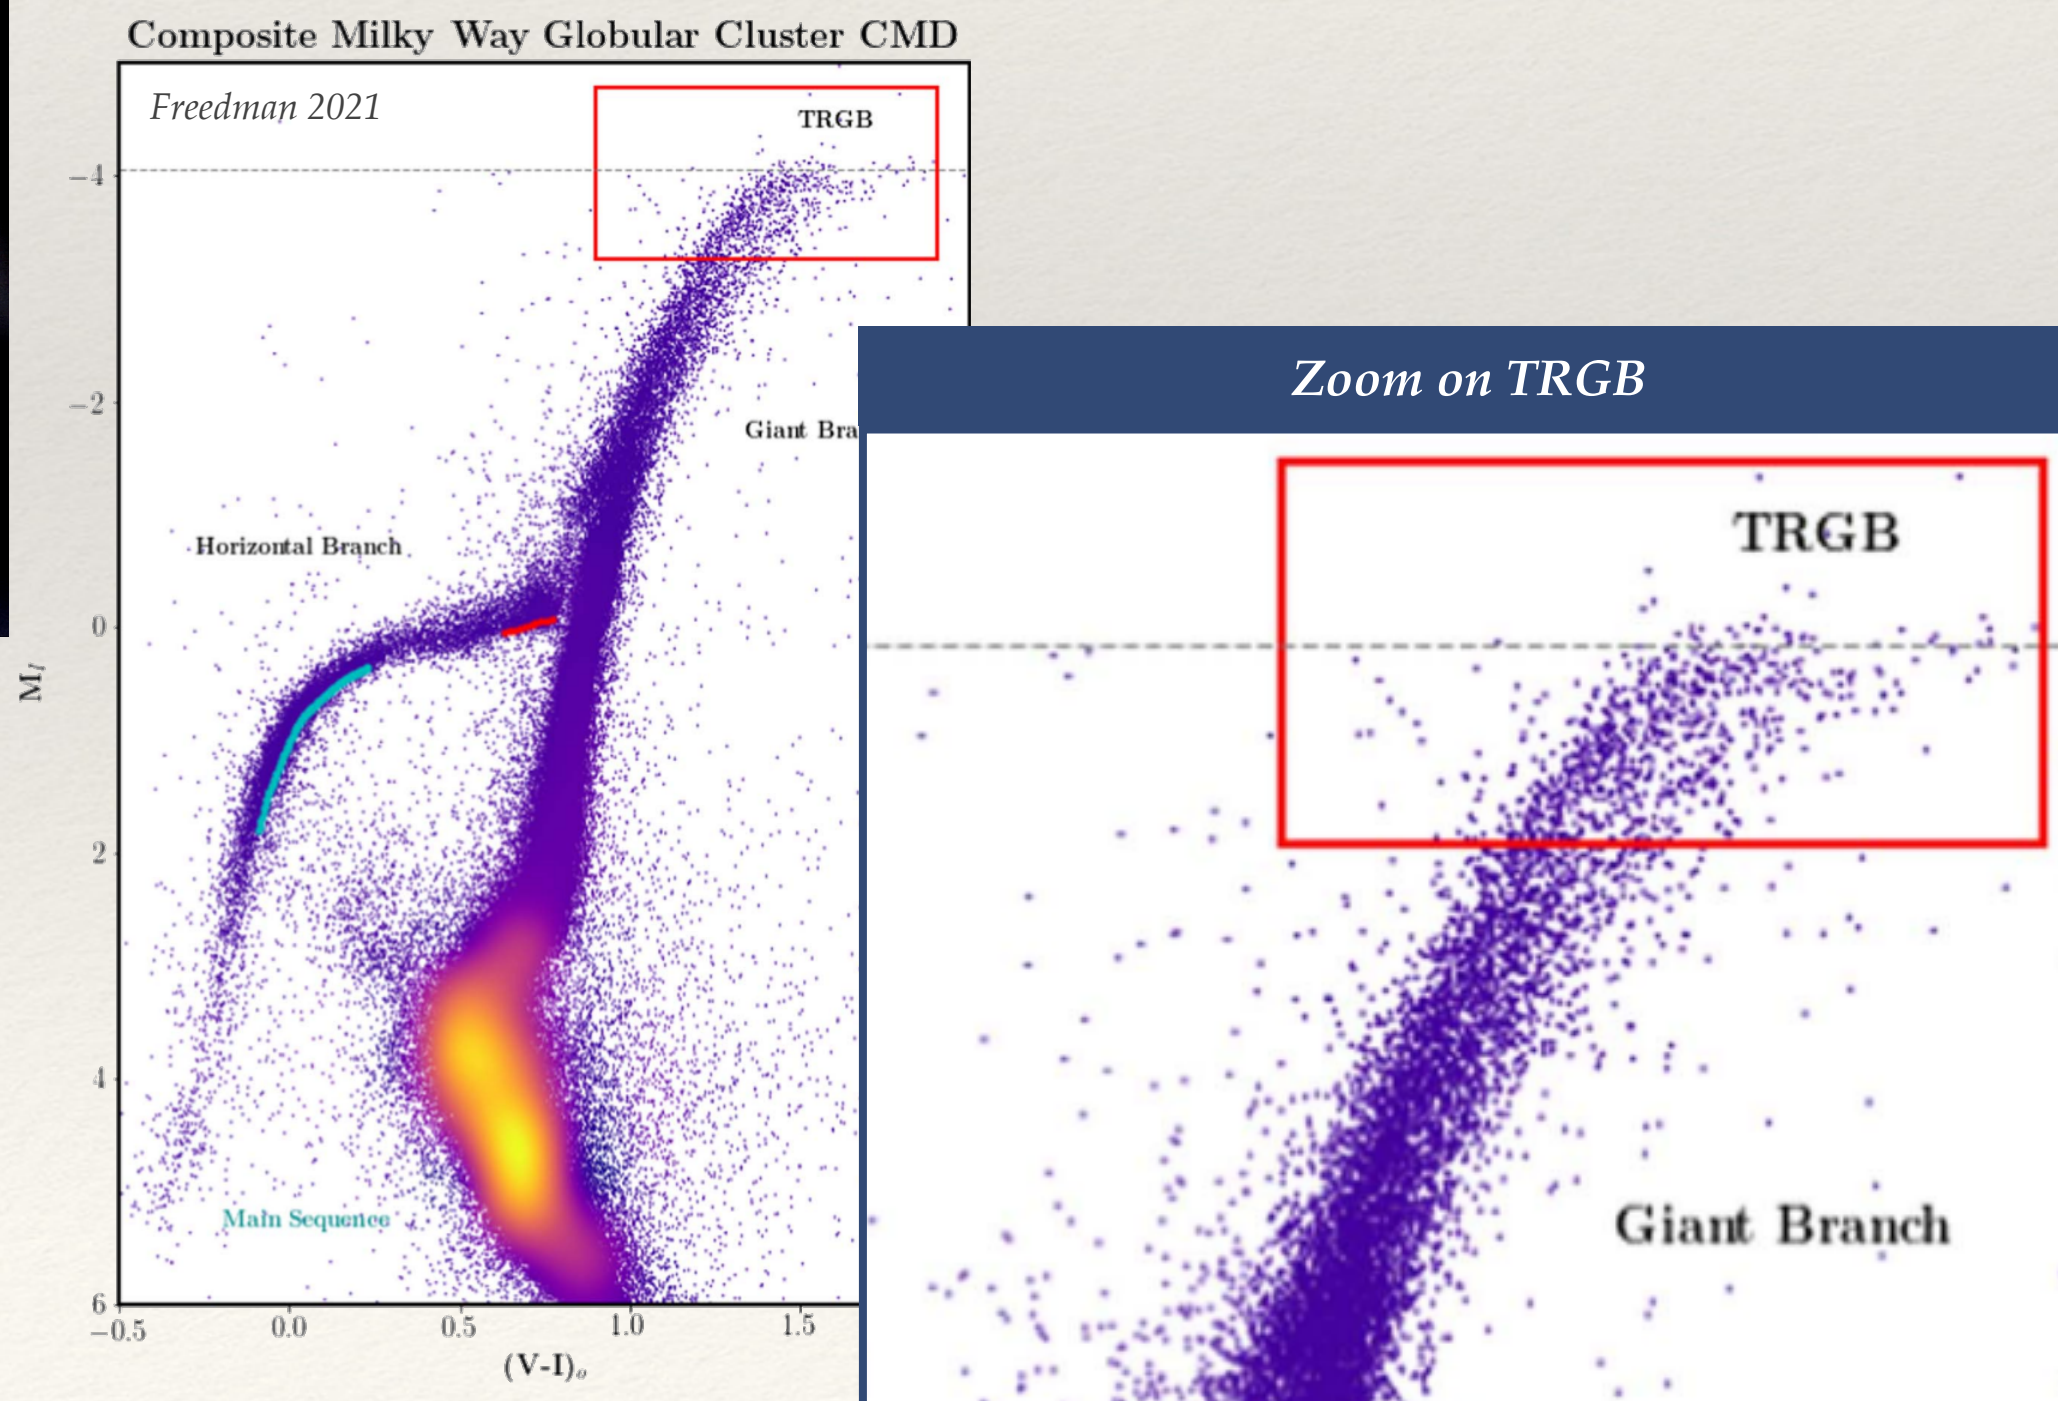 Composite Milky Way Globular Cluster CMD
Freedman 2021
TRGB
−4
−2
Giant Bra
Horizontal Branch
0
M_I
2
4
Main Sequence
6
−0.5 0.0 0.5 1.0 1.5
(V-I)ₒ
Zoom on TRGB
TRGB
Giant Branch